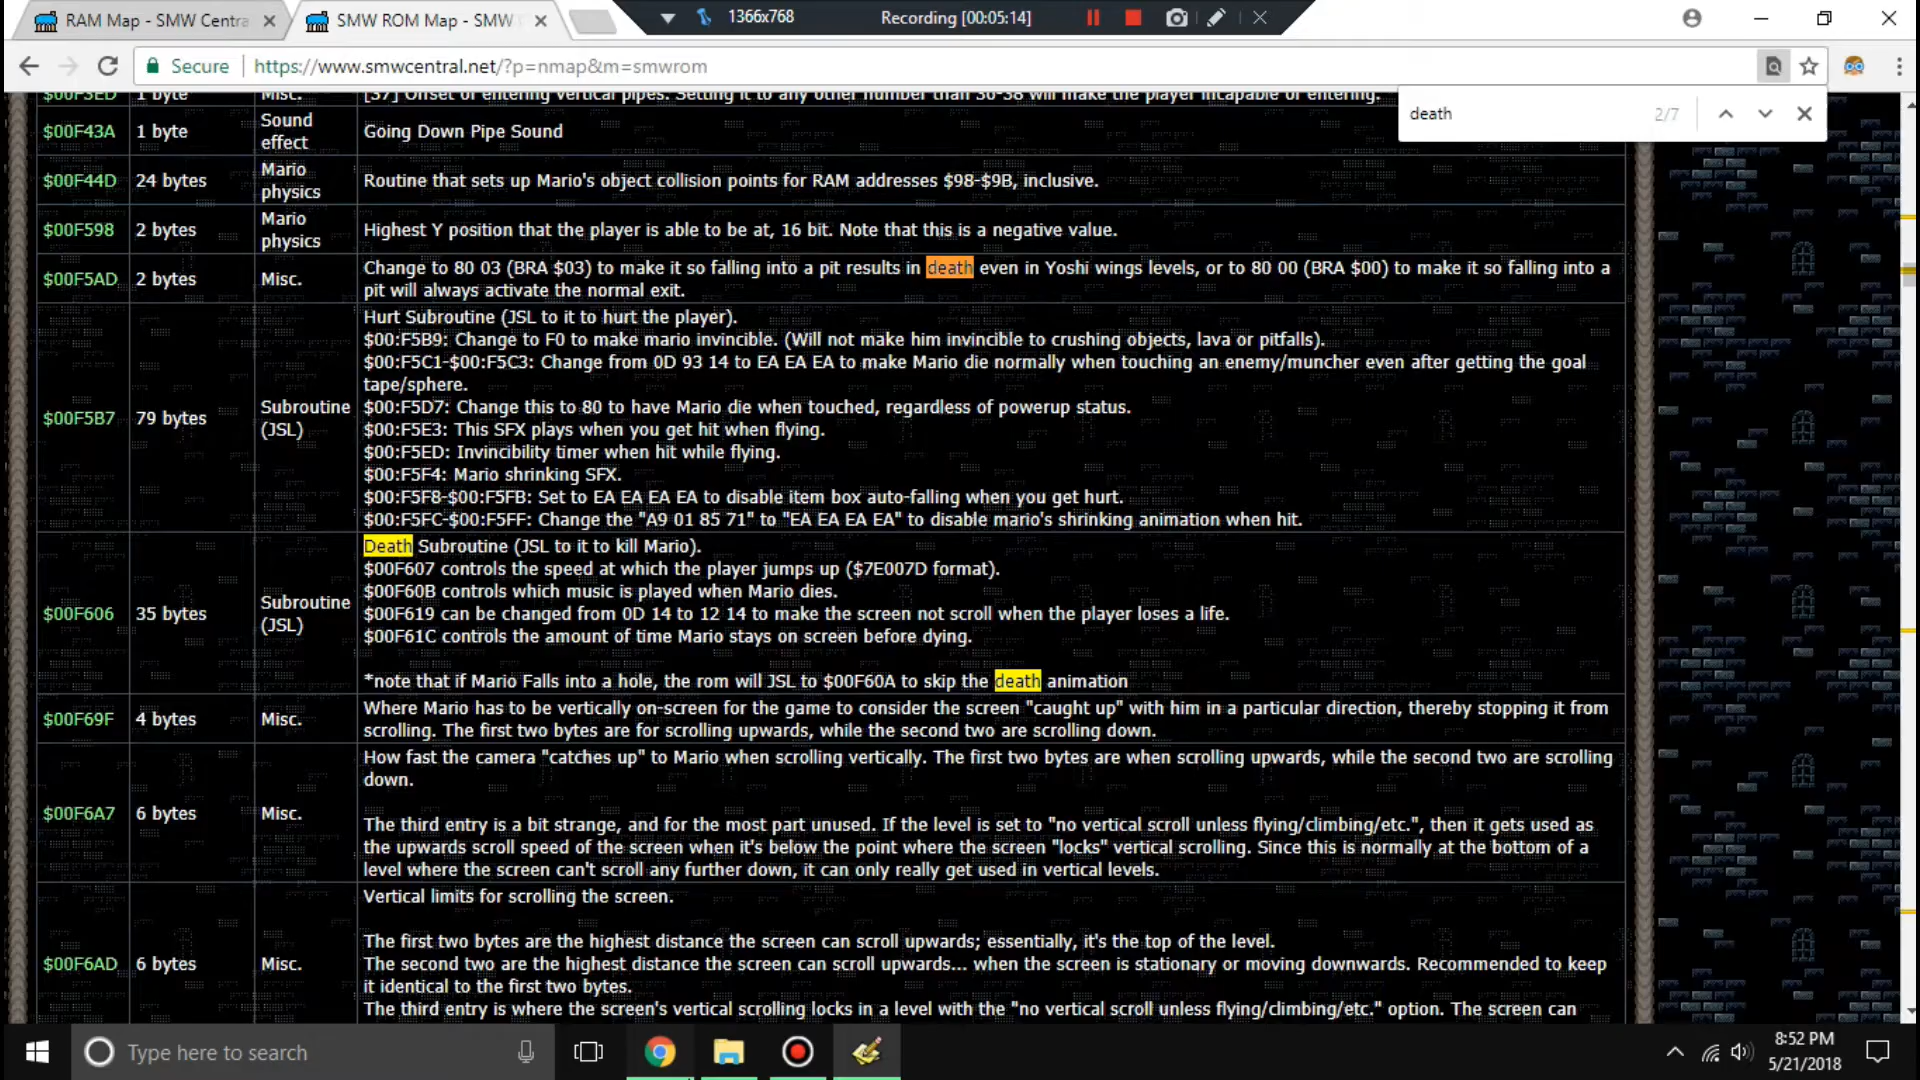 RAM Map - SMW Centra
SMW ROM Map - SMW
1366x768
Recording [00:05:14]
Secure
https://www.smwcentral.net/?p=nmap&m=smwrom
death
2/7
$00F3ED 1 byte Misc. [37] Offset of entering vertical pipes. Setting it to any other number than 36-38 will make the player incapable of entering.
$00F43A 1 byte Sound effect Going Down Pipe Sound
$00F44D 24 bytes Mario physics Routine that sets up Mario's object collision points for RAM addresses $98-$9B, inclusive.
$00F598 2 bytes Mario physics Highest Y position that the player is able to be at, 16 bit. Note that this is a negative value.
$00F5AD 2 bytes Misc. Change to 80 03 (BRA $03) to make it so falling into a pit results in death even in Yoshi wings levels, or to 80 00 (BRA $00) to make it so falling into a
pit will always activate the normal exit.
$00F5B7 79 bytes Subroutine (JSL) Hurt Subroutine (JSL to it to hurt the player).
$00:F5B9: Change to F0 to make mario invincible. (Will not make him invincible to crushing objects, lava or pitfalls).
$00:F5C1-$00:F5C3: Change from 0D 93 14 to EA EA EA to make Mario die normally when touching an enemy/muncher even after getting the goal
tape/sphere.
$00:F5D7: Change this to 80 to have Mario die when touched, regardless of powerup status.
$00:F5E3: This SFX plays when you get hit when flying.
$00:F5ED: Invincibility timer when hit while flying.
$00:F5F4: Mario shrinking SFX.
$00:F5F8-$00:F5FB: Set to EA EA EA EA to disable item box auto-falling when you get hurt.
$00:F5FC-$00:F5FF: Change the "A9 01 85 71" to "EA EA EA EA" to disable mario's shrinking animation when hit.
$00F606 35 bytes Subroutine (JSL) Death Subroutine (JSL to it to kill Mario).
$00F607 controls the speed at which the player jumps up ($7E007D format).
$00F60B controls which music is played when Mario dies.
$00F619 can be changed from 0D 14 to 12 14 to make the screen not scroll when the player loses a life.
$00F61C controls the amount of time Mario stays on screen before dying.
*note that if Mario Falls into a hole, the rom will JSL to $00F60A to skip the death animation
$00F69F 4 bytes Misc. Where Mario has to be vertically on-screen for the game to consider the screen "caught up" with him in a particular direction, thereby stopping it from
scrolling. The first two bytes are for scrolling upwards, while the second two are scrolling down.
$00F6A7 6 bytes Misc. How fast the camera "catches up" to Mario when scrolling vertically. The first two bytes are when scrolling upwards, while the second two are scrolling
down.
The third entry is a bit strange, and for the most part unused. If the level is set to "no vertical scroll unless flying/climbing/etc.", then it gets used as
the upwards scroll speed of the screen when it's below the point where the screen "locks" vertical scrolling. Since this is normally at the bottom of a
level where the screen can't scroll any further down, it can only really get used in vertical levels.
$00F6AD 6 bytes Misc. Vertical limits for scrolling the screen.
The first two bytes are the highest distance the screen can scroll upwards; essentially, it's the top of the level.
The second two are the highest distance the screen can scroll upwards... when the screen is stationary or moving downwards. Recommended to keep
it identical to the first two bytes.
The third entry is where the screen's vertical scrolling locks in a level with the "no vertical scroll unless flying/climbing/etc." option. The screen can
Type here to search
8:52 PM
5/21/2018